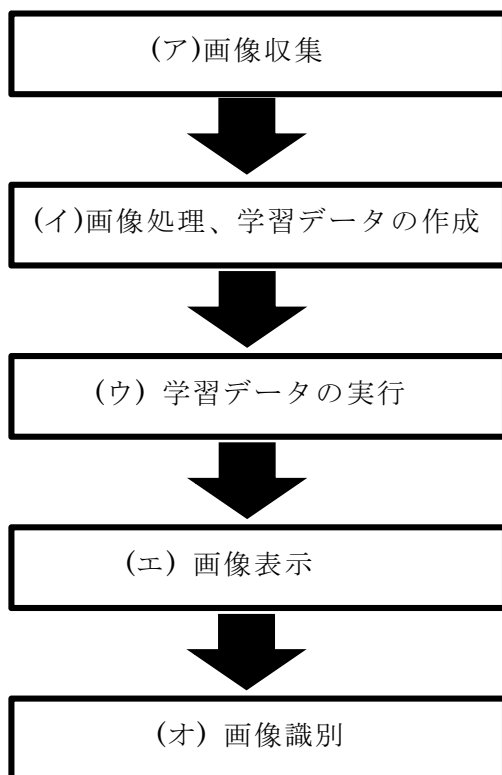 (ア)画像収集
(イ)画像処理、学習データの作成
(ウ) 学習データの実行
(エ) 画像表示
(オ) 画像識別